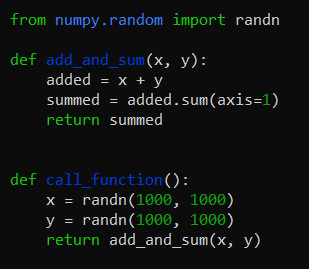 from numpy.random import randn
def add_and_sum(x, y):
    added = x + y
    summed = added.sum(axis=1)
    return summed
def call_function():
    x = randn(1000, 1000)
    y = randn(1000, 1000)
    return add_and_sum(x, y)